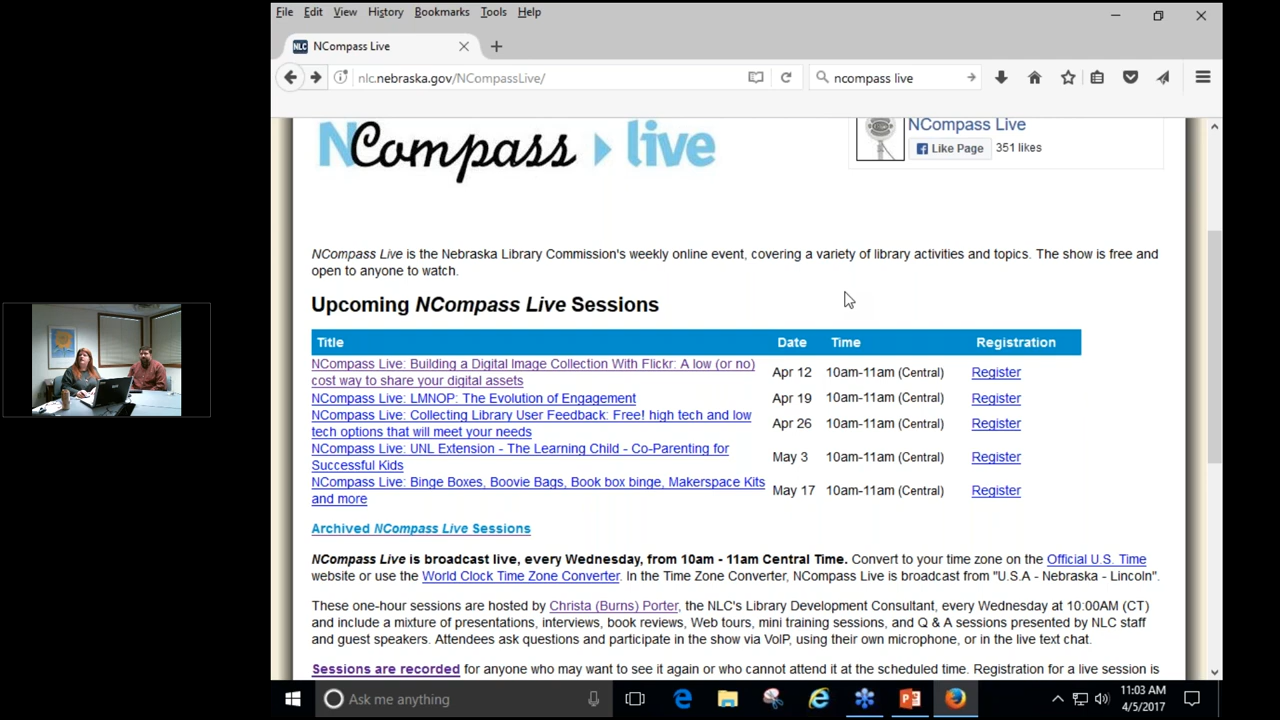 File Edit View History Bookmarks Tools Help
NLC NCompass Live
nlc.nebraska.gov/NCompassLive/
ncompass live
NCompass live
NCompass Live
Like Page 351 likes
NCompass Live is the Nebraska Library Commission's weekly online event, covering a variety of library activities and topics. The show is free and
open to anyone to watch.
Upcoming NCompass Live Sessions
Title Date Time Registration
NCompass Live: Building a Digital Image Collection With Flickr: A low (or no)
cost way to share your digital assets
Apr 12 10am-11am (Central) Register
NCompass Live: LMNOP: The Evolution of Engagement Apr 19 10am-11am (Central) Register
NCompass Live: Collecting Library User Feedback: Free! high tech and low
tech options that will meet your needs
Apr 26 10am-11am (Central) Register
NCompass Live: UNL Extension - The Learning Child - Co-Parenting for
Successful Kids
May 3 10am-11am (Central) Register
NCompass Live: Binge Boxes, Boovie Bags, Book box binge, Makerspace Kits
and more
May 17 10am-11am (Central) Register
Archived NCompass Live Sessions
NCompass Live is broadcast live, every Wednesday, from 10am - 11am Central Time. Convert to your time zone on the Official U.S. Time
website or use the World Clock Time Zone Converter. In the Time Zone Converter, NCompass Live is broadcast from "U.S.A - Nebraska - Lincoln".
These one-hour sessions are hosted by Christa (Burns) Porter, the NLC's Library Development Consultant, every Wednesday at 10:00AM (CT)
and include a mixture of presentations, interviews, book reviews, Web tours, mini training sessions, and Q & A sessions presented by NLC staff
and guest speakers. Attendees ask questions and participate in the show via VoIP, using their own microphone, or in the live text chat.
Sessions are recorded for anyone who may want to see it again or who cannot attend it at the scheduled time. Registration for a live session is
Ask me anything
11:03 AM
4/5/2017